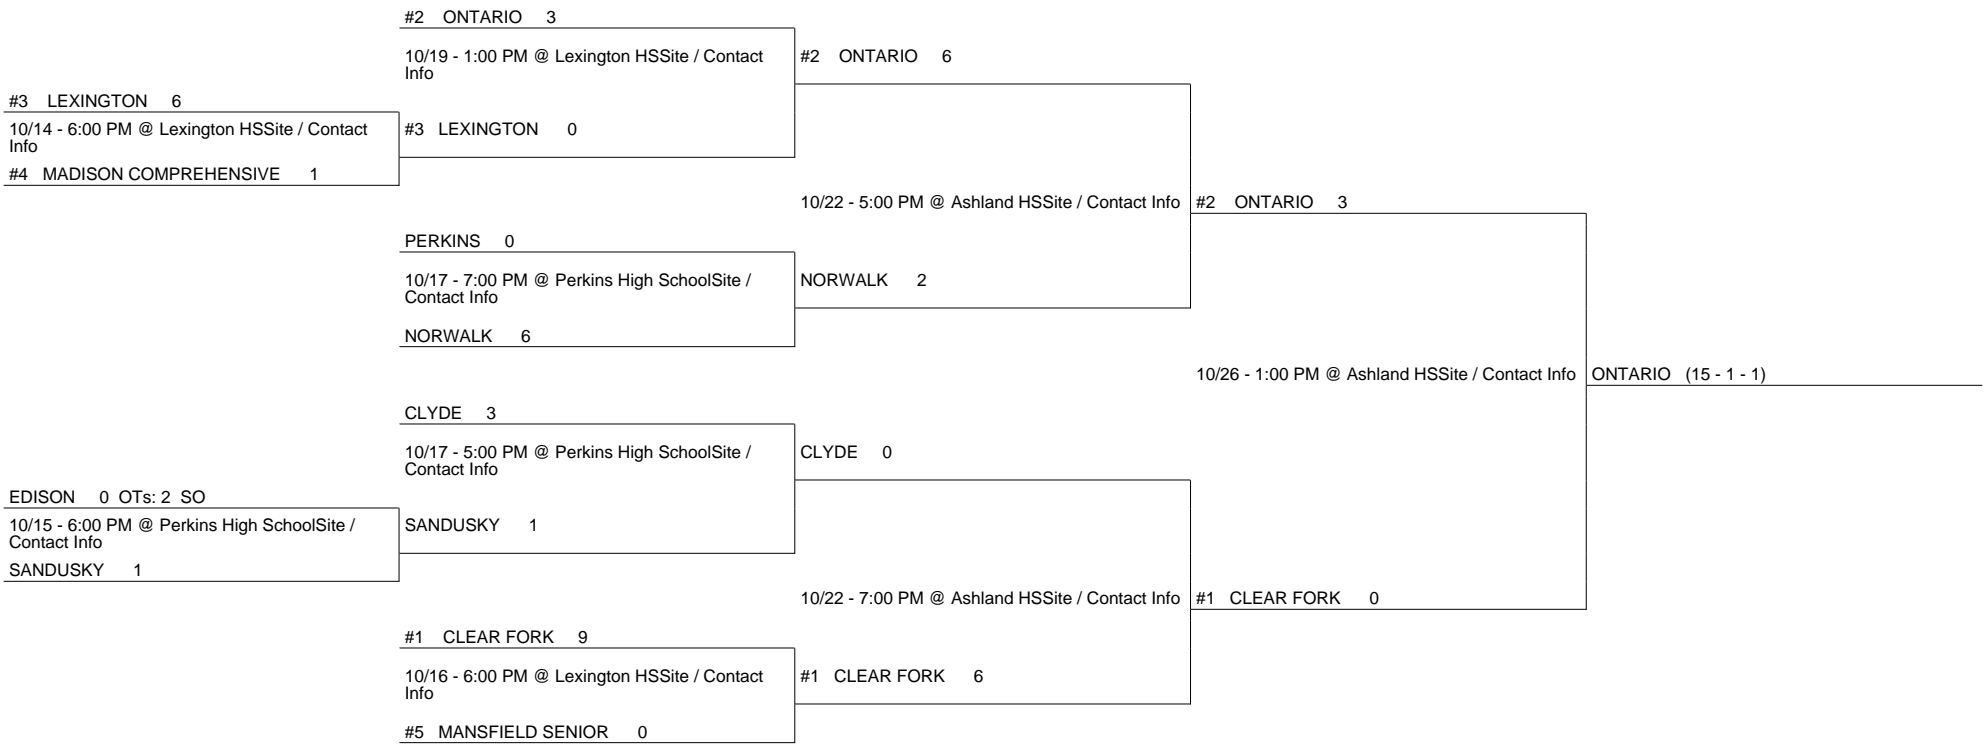 #2 ONTARIO 3
10/19 - 1:00 PM @ Lexington HSSite / Contact
Info
#2 ONTARIO 6
#3 LEXINGTON 6
10/14 - 6:00 PM @ Lexington HSSite / Contact
Info
#3 LEXINGTON 0
#4 MADISON COMPREHENSIVE 1
10/22 - 5:00 PM @ Ashland HSSite / Contact Info
#2 ONTARIO 3
PERKINS 0
10/17 - 7:00 PM @ Perkins High SchoolSite /
Contact Info
NORWALK 2
NORWALK 6
10/26 - 1:00 PM @ Ashland HSSite / Contact Info
ONTARIO (15 - 1 - 1)
CLYDE 3
10/17 - 5:00 PM @ Perkins High SchoolSite /
Contact Info
CLYDE 0
EDISON 0 OTs: 2 SO
10/15 - 6:00 PM @ Perkins High SchoolSite /
Contact Info
SANDUSKY 1
SANDUSKY 1
10/22 - 7:00 PM @ Ashland HSSite / Contact Info
#1 CLEAR FORK 0
#1 CLEAR FORK 9
10/16 - 6:00 PM @ Lexington HSSite / Contact
Info
#1 CLEAR FORK 6
#5 MANSFIELD SENIOR 0